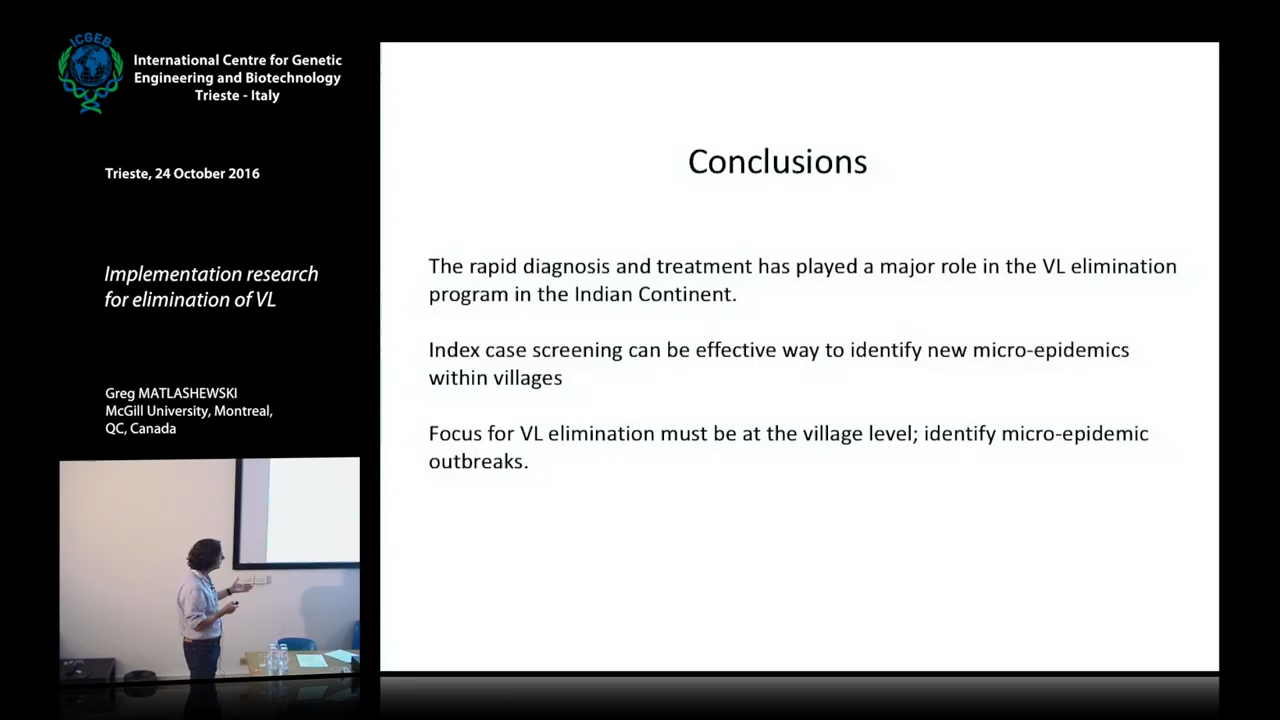 ICGEB
International Centre for Genetic
Engineering and Biotechnology
Trieste - Italy
Trieste, 24 October 2016
Implementation research
for elimination of VL
Greg MATLASHEWSKI
McGill University, Montreal,
QC, Canada
Conclusions
The rapid diagnosis and treatment has played a major role in the VL elimination
program in the Indian Continent.
Index case screening can be effective way to identify new micro-epidemics
within villages
Focus for VL elimination must be at the village level; identify micro-epidemic
outbreaks.